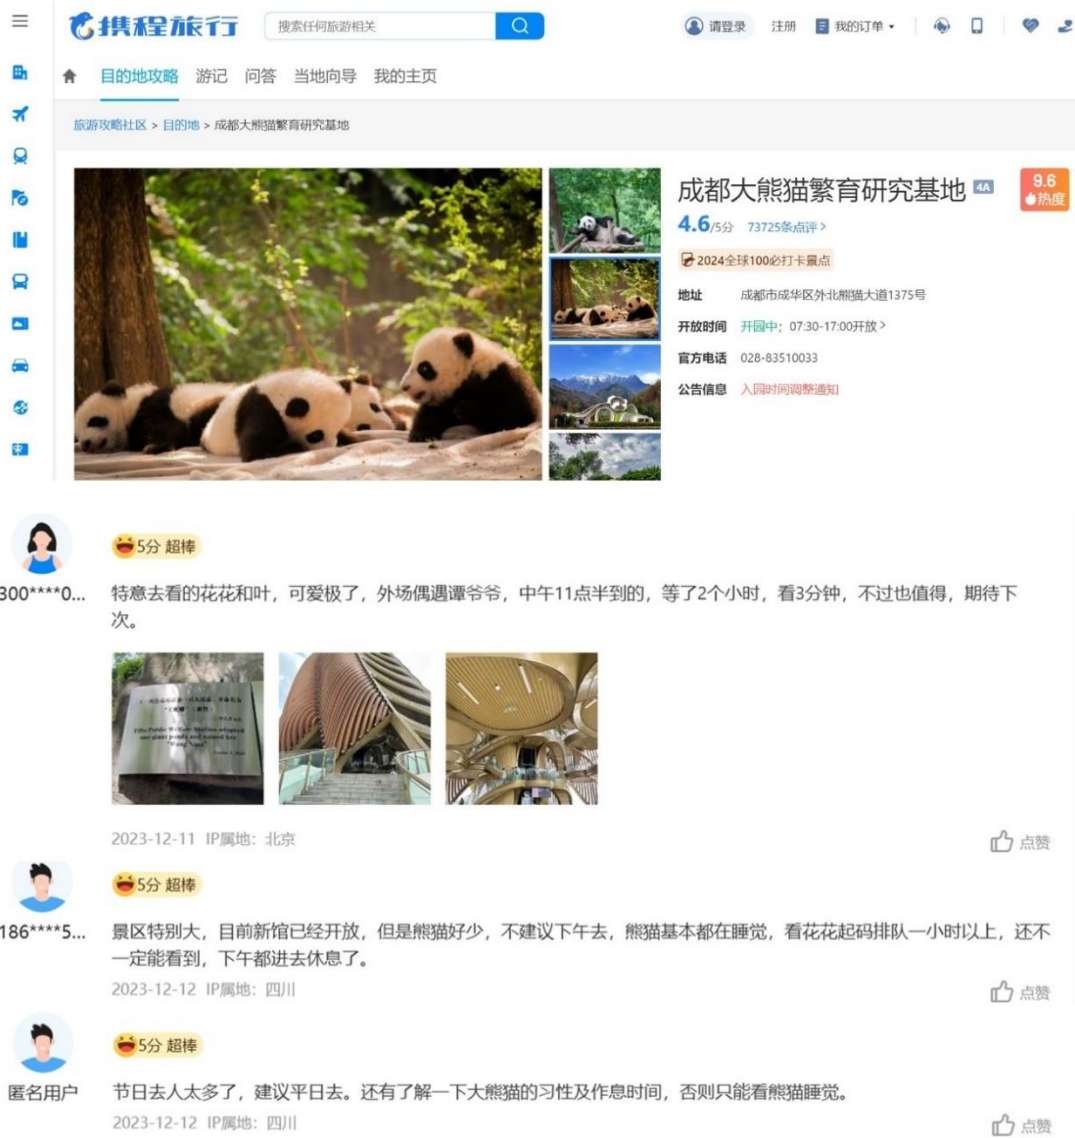 携程旅行
搜索任何旅游相关
请登录 注册 我的订单
目的地攻略 游记 问答 当地向导 我的主页
旅游攻略社区 > 目的地 > 成都大熊猫繁育研究基地
成都大熊猫繁育研究基地 4A
9.6
热度
4.6/5分 73725条点评 >
2024全球100必打卡景点
地址 成都市成华区外北熊猫大道1375号
开放时间 开园中; 07:30-17:00开放 >
官方电话 028-83510033
公告信息 入园时间调整通知
5分 超棒
300****0...
特意去看的花花和叶，可爱极了，外场偶遇谭爷爷，中午11点半到的，等了2个小时，看3分钟，不过也值得，期待下
次。
Public Welfare Station adopted
our giant panda and named her
2023-12-11 IP属地：北京
点赞
5分 超棒
186****5...
景区特别大，目前新馆已经开放，但是熊猫好少，不建议下午去，熊猫基本都在睡觉，看花花起码排队一小时以上，还不
一定能看到，下午都进去休息了。
2023-12-12 IP属地：四川
点赞
5分 超棒
匿名用户
节日去人太多了，建议平日去。还有了解一下大熊猫的习性及作息时间，否则只能看熊猫睡觉。
2023-12-12 IP属地：四川
点赞